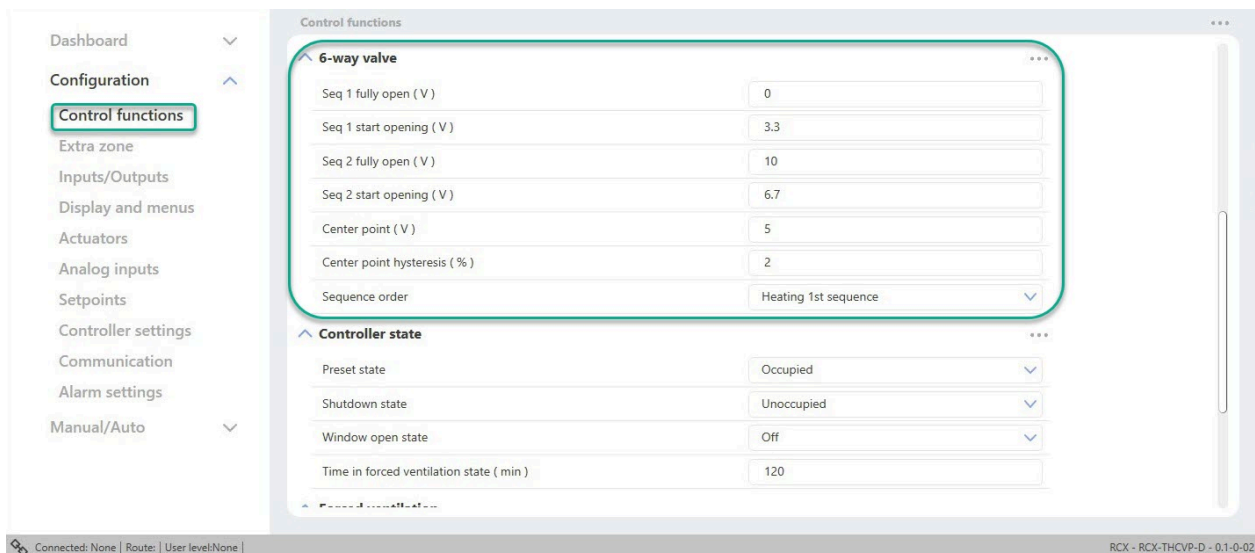 Control functions
Dashboard
Configuration
Control functions
Extra zone
Inputs/Outputs
Display and menus
Actuators
Analog inputs
Setpoints
Controller settings
Communication
Alarm settings
Manual/Auto
6-way valve
Seq 1 fully open ( V ) 0
Seq 1 start opening ( V ) 3.3
Seq 2 fully open ( V ) 10
Seq 2 start opening ( V ) 6.7
Center point ( V ) 5
Center point hysteresis ( % ) 2
Sequence order Heating 1st sequence
Controller state
Preset state Occupied
Shutdown state Unoccupied
Window open state Off
Time in forced ventilation state ( min ) 120
Forced ventilation
Connected: None | Route: | User level:None |
RCX - RCX-THCVP-D - 0.1-0-02